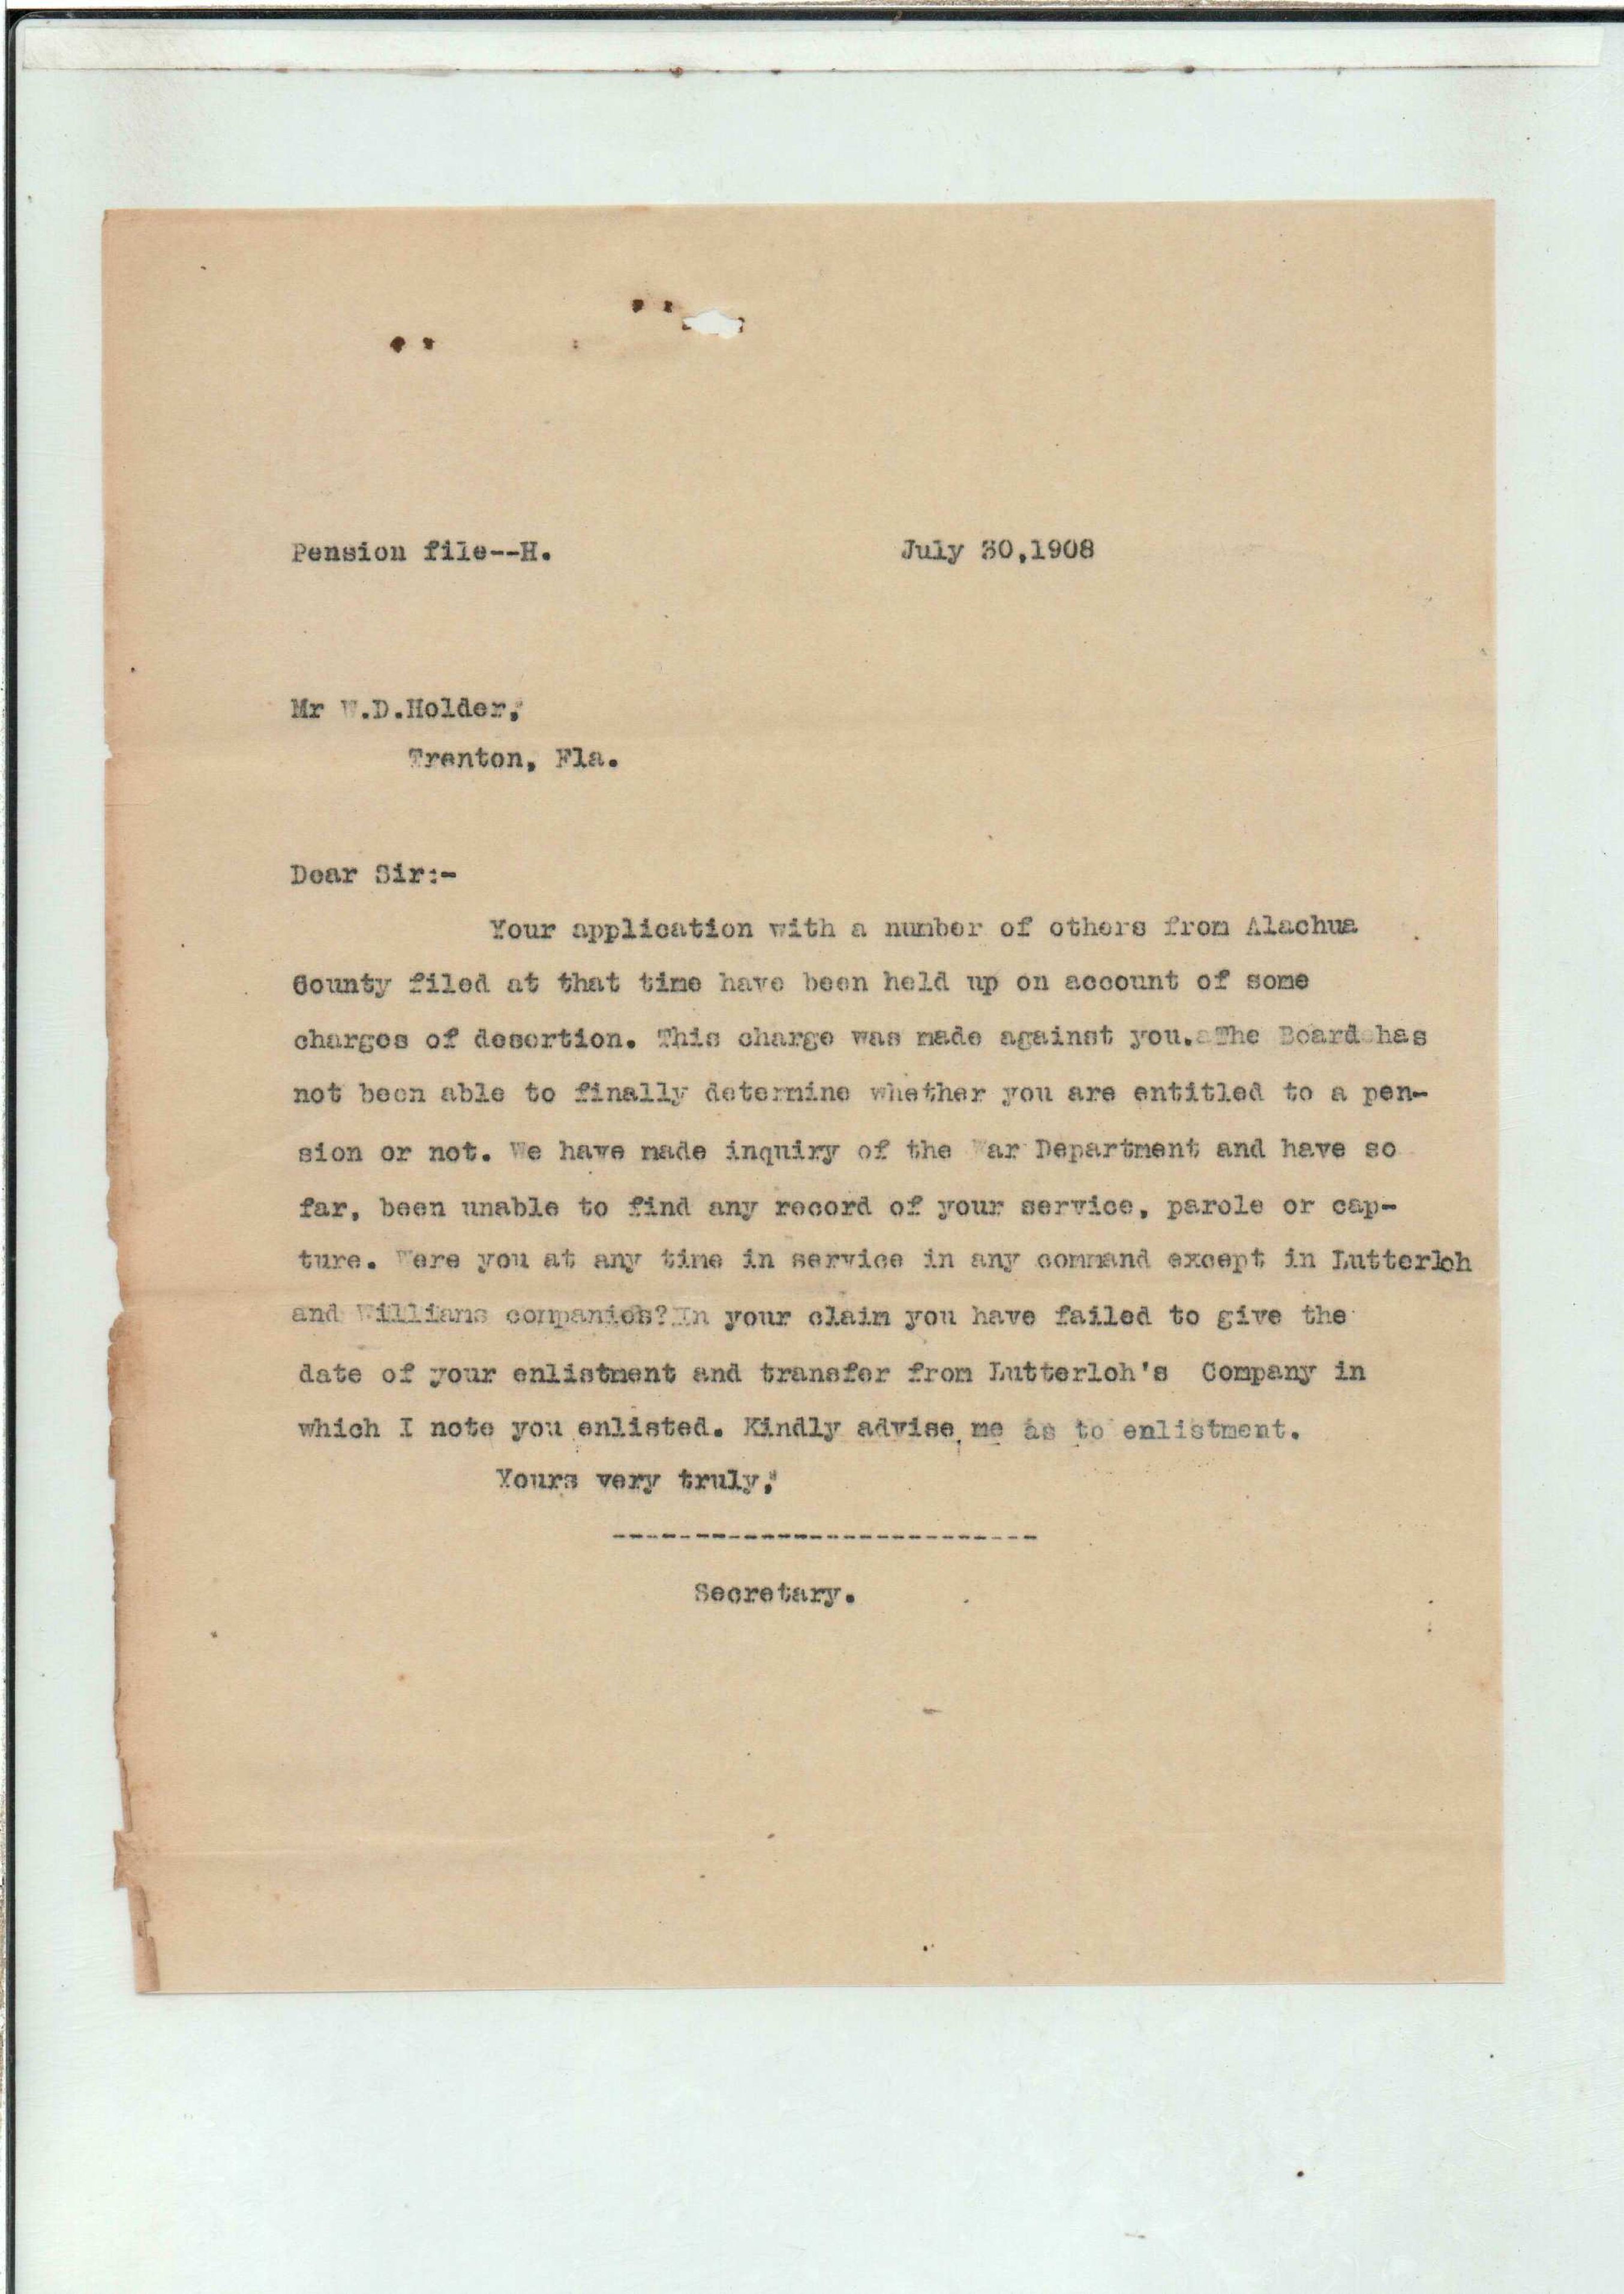 Pension file--H.
July 30,1908
Mr W.D.Holder,
Trenton, Fla.
Dear Sir:-
Your application with a number of others from Alachua
County filed at that time have been held up on account of some
charges of desertion. This charge was made against you. The Board has
not been able to finally determine whether you are entitled to a pen-
sion or not. We have made inquiry of the War Department and have so
far, been unable to find any record of your service, parole or cap-
ture. Were you at any time in service in any command except in Lutterloh
and Williams companies? In your claim you have failed to give the
date of your enlistment and transfer from Lutterloh's Company in
which I note you enlisted. Kindly advise me as to enlistment.
Yours very truly,
--------------------------
Secretary.